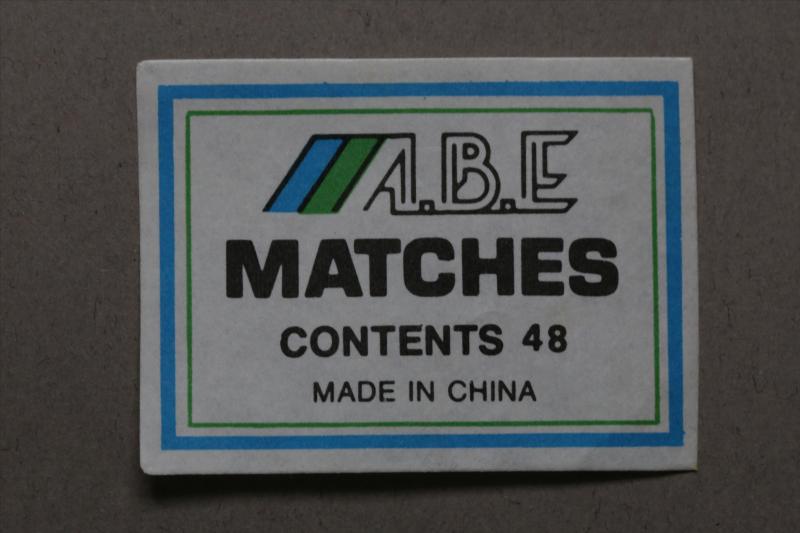 A.B.E
MATCHES
CONTENTS 48
MADE IN CHINA